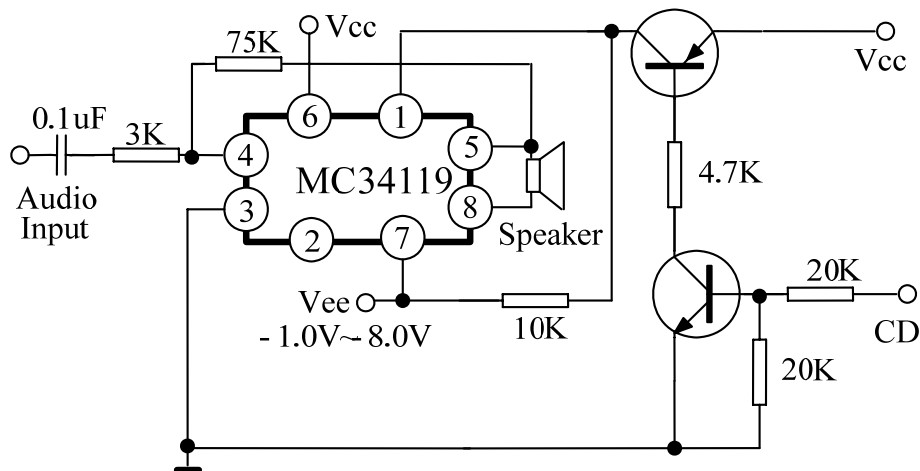 Vcc
75K
Vcc
0.1uF
3K
6
1
4
5
4.7K
Audio
Input
MC34119
3
8
2
7
Speaker
20K
Vee
-1.0V~-8.0V
10K
CD
20K